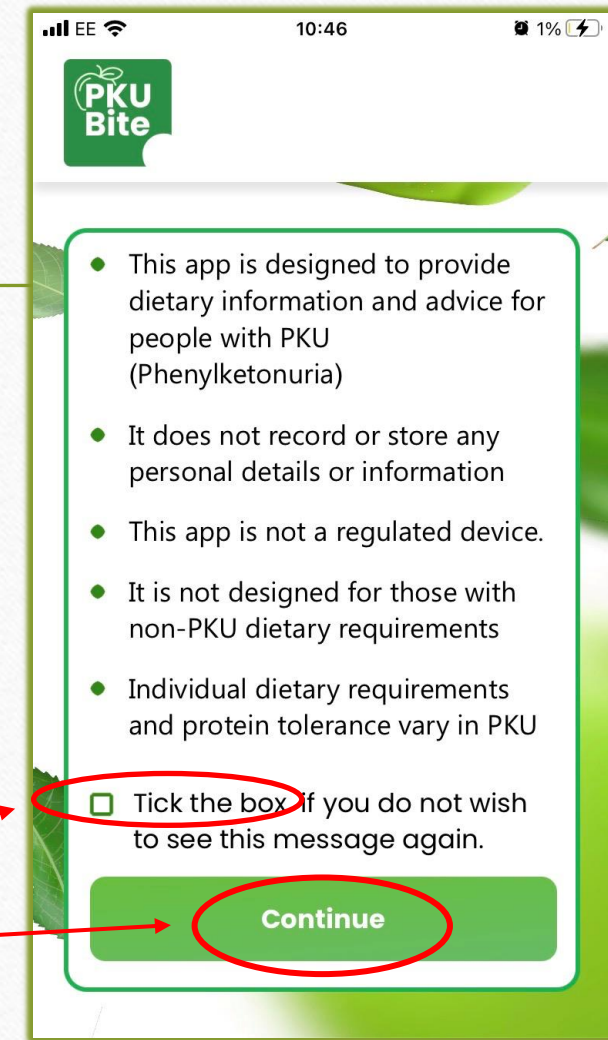 EE 10:46 1%
PKU
Bite
This app is designed to provide
dietary information and advice for
people with PKU
(Phenylketonuria)
It does not record or store any
personal details or information
This app is not a regulated device.
It is not designed for those with
non-PKU dietary requirements
Individual dietary requirements
and protein tolerance vary in PKU
Tick the box, if you do not wish
to see this message again.
Continue